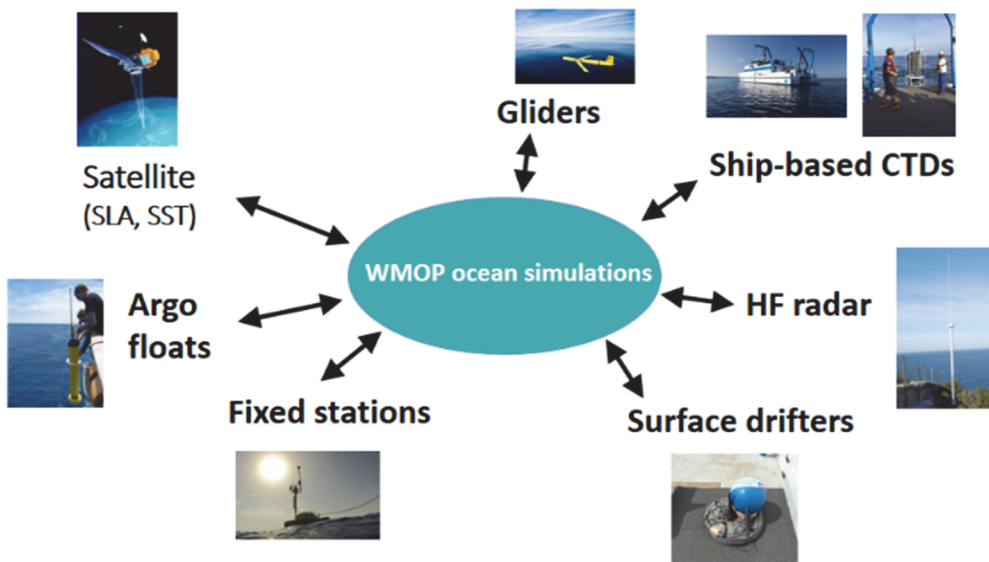 Gliders
Ship-based CTDs
Satellite
(SLA, SST)
WMOP ocean simulations
Argo
floats
HF radar
Fixed stations
Surface drifters